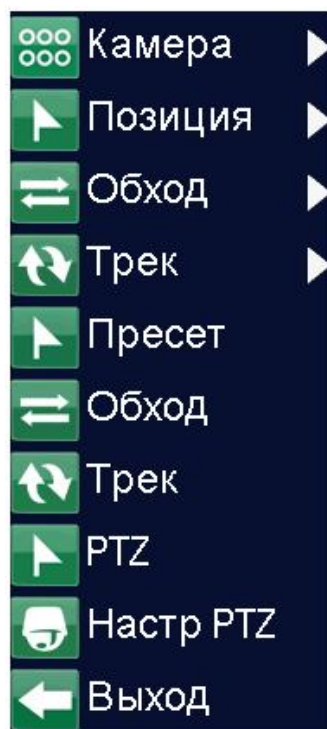 Камера
Позиция
Обход
Трек
Пресет
Обход
Трек
PTZ
Настр PTZ
Выход